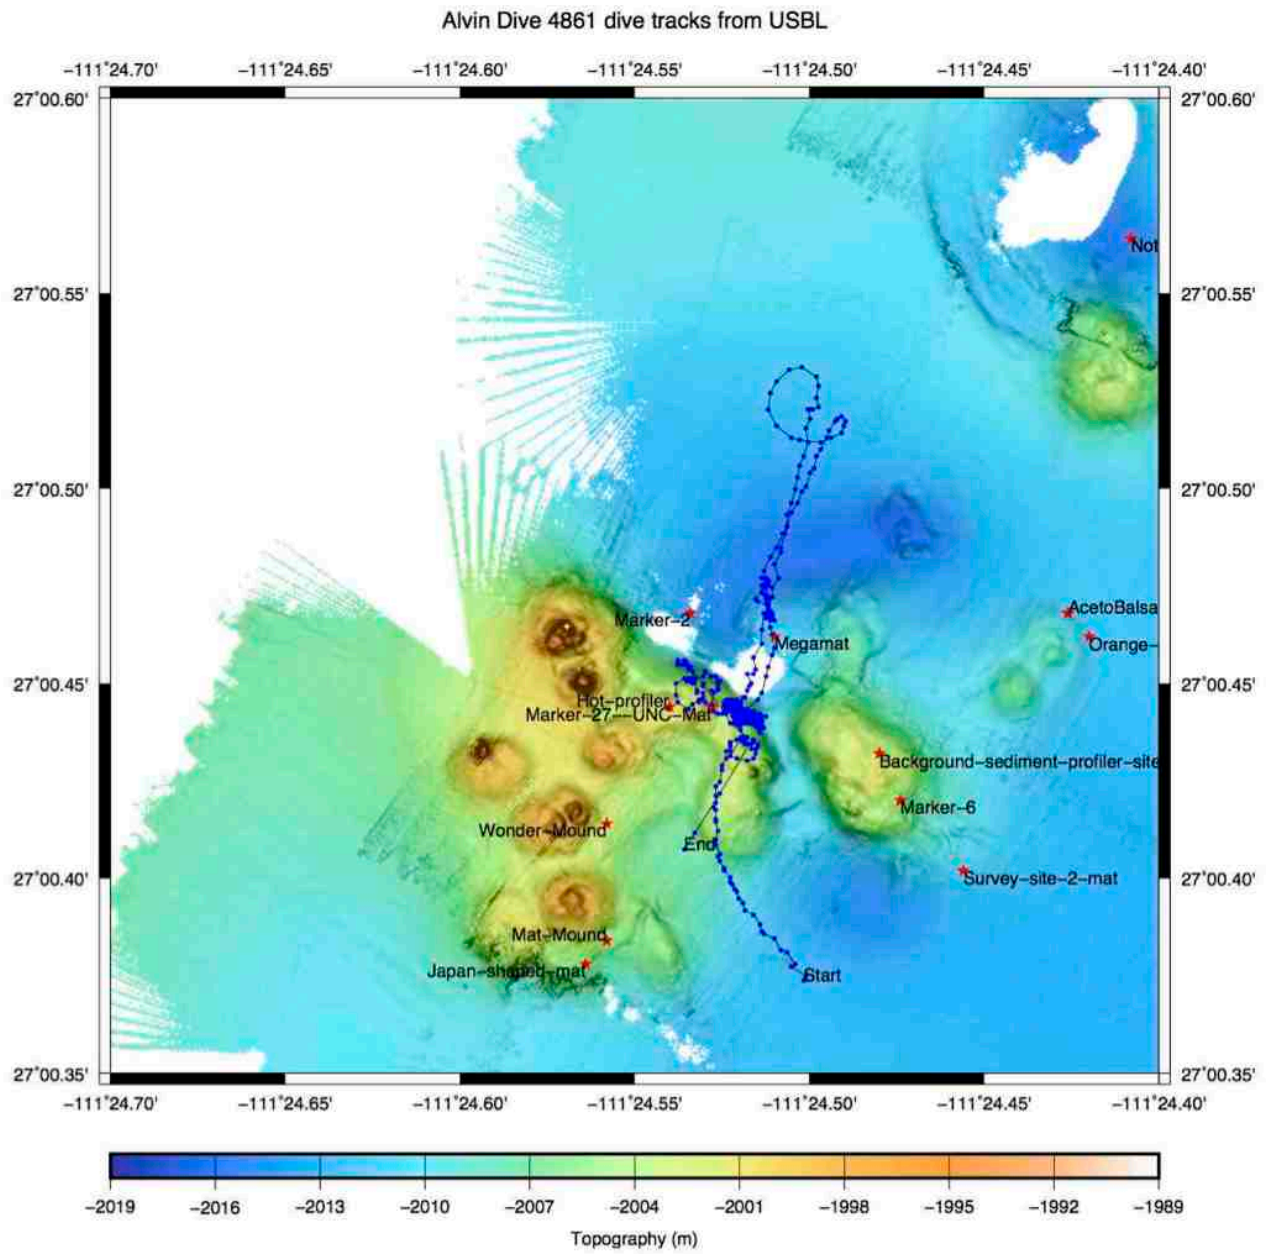 Alvin Dive 4861 dive tracks from USBL
−111˚24.70' −111˚24.65' −111˚24.60' −111˚24.55' −111˚24.50' −111˚24.45' −111˚24.40'
27˚00.60' 27˚00.60'
Not
27˚00.55' 27˚00.55'
27˚00.50' 27˚00.50'
AcetoBalsa
Marker−2
Megamat Orange−
27˚00.45' 27˚00.45'
Hot−profiler
Marker−27−−UNC−Mat
Background−sediment−profiler−site
Marker−6
Wonder−Mound
End
27˚00.40' 27˚00.40'
Survey−site−2−mat
Mat−Mound
Japan−shaped−mat
Start
27˚00.35' 27˚00.35'
−111˚24.70' −111˚24.65' −111˚24.60' −111˚24.55' −111˚24.50' −111˚24.45' −111˚24.40'
−2019 −2016 −2013 −2010 −2007 −2004 −2001 −1998 −1995 −1992 −1989
Topography (m)